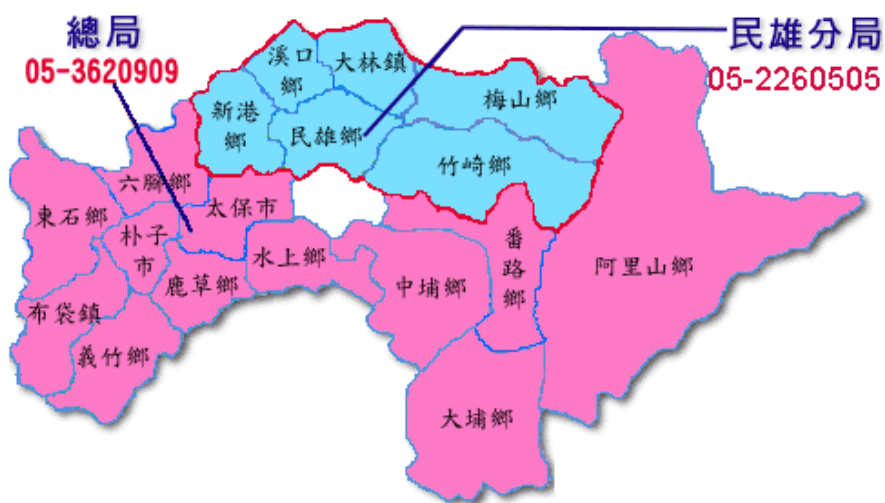 總局
05-3620909
民雄分局
05-2260505
溪口
鄉
大林鎮
新港
鄉
民雄鄉
梅山鄉
竹崎鄉
六腳鄉
東石鄉
朴子
市
太保市
鹿草鄉
水上鄉
布袋鎮
義竹鄉
中埔鄉
番
路
鄉
阿里山鄉
大埔鄉